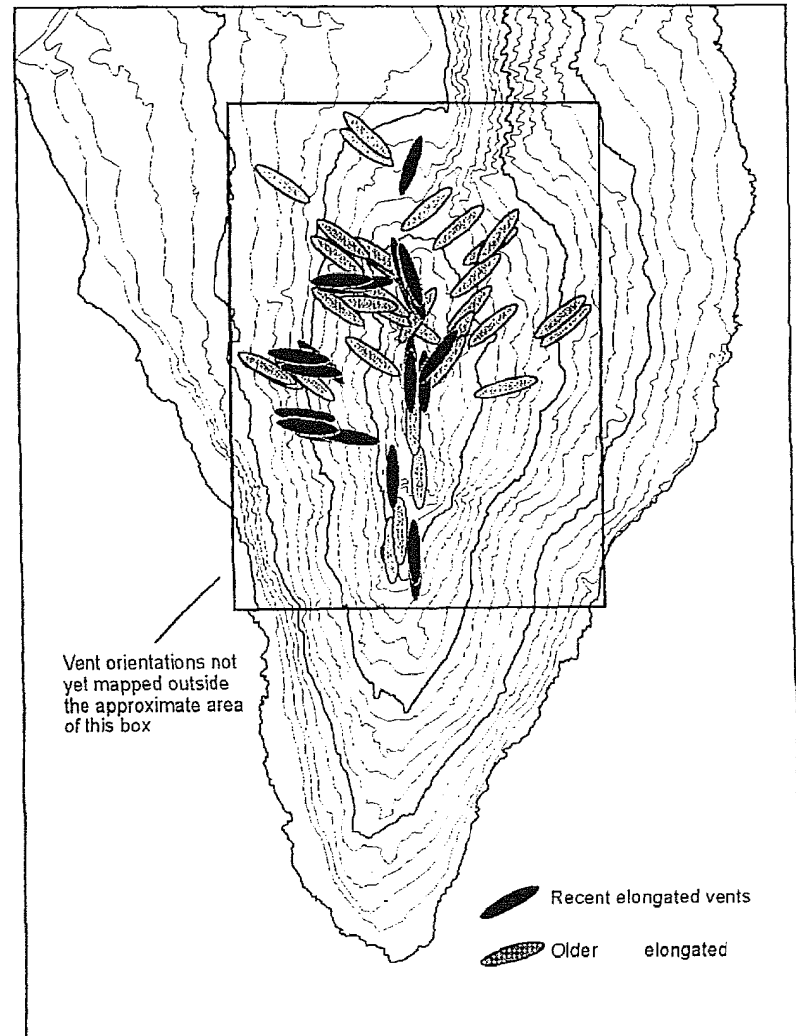 Vent orientations not
yet mapped outside
the approximate area
of this box
Recent elongated vents
Older elongated